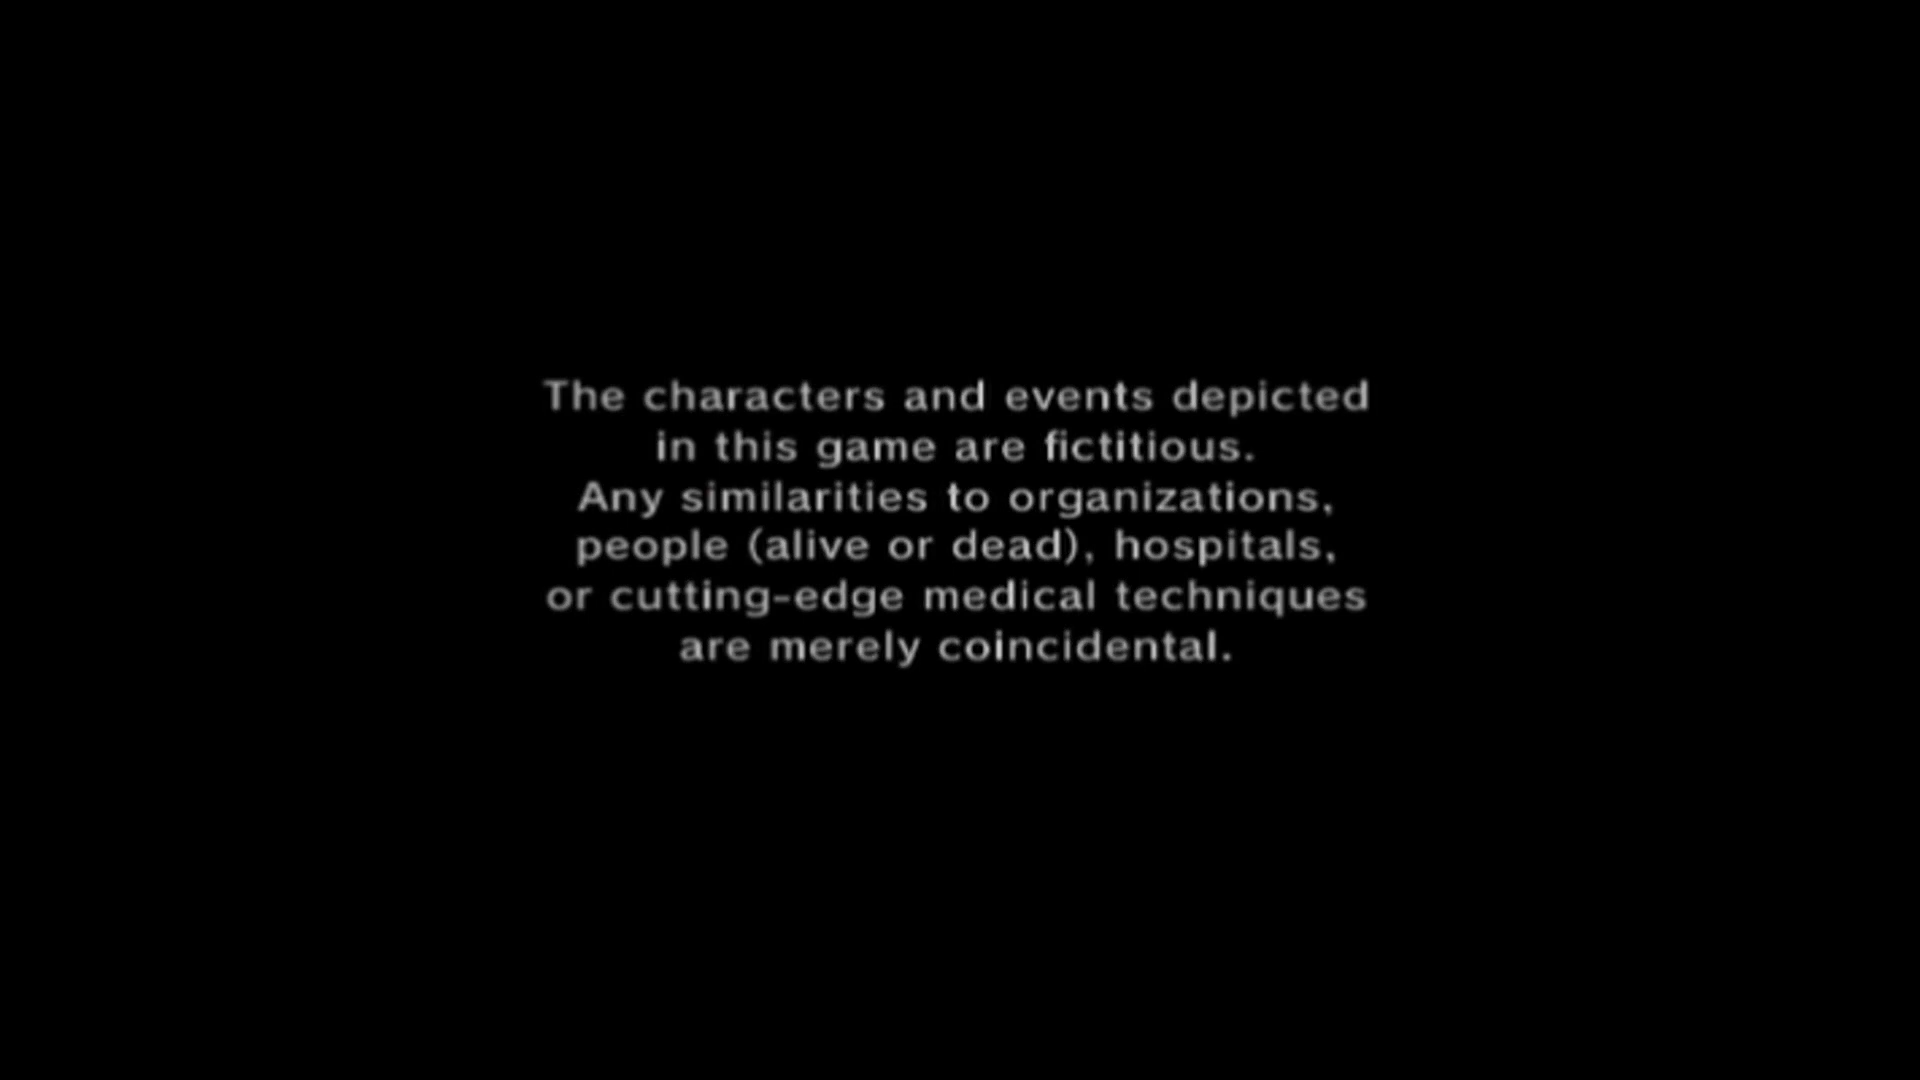 The characters and events depicted
in this game are fictitious.
Any similarities to organizations,
people (alive or dead), hospitals,
or cutting-edge medical techniques
are merely coincidental.